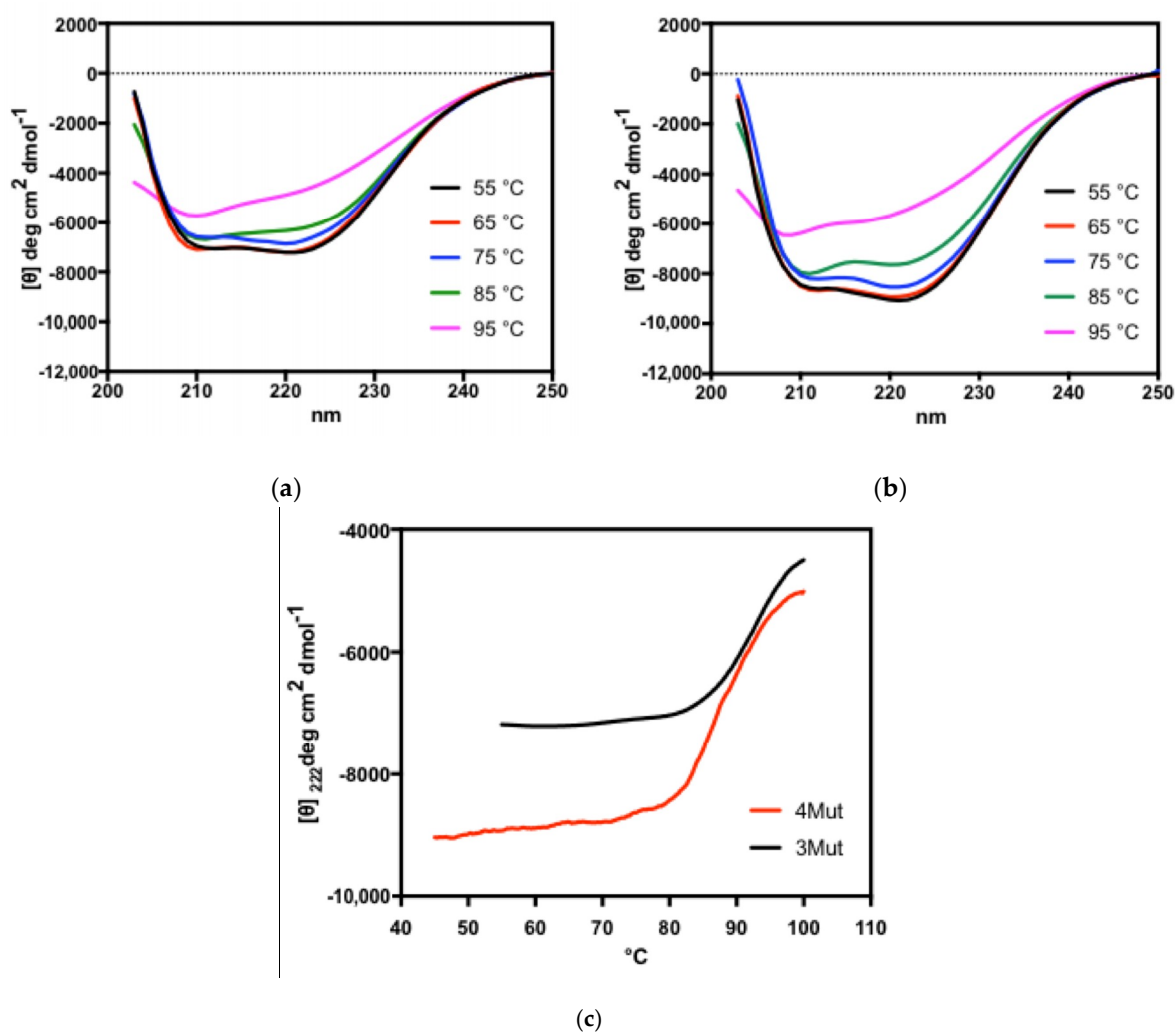 2000
0
-2000
-4000
-6000
-8000
-10,000
-12,000
[θ] deg cm2 dmol-1
55 °C
65 °C
75 °C
85 °C
95 °C
200 210 220 230 240 250
nm
(a)
2000
0
-2000
-4000
-6000
-8000
-10,000
-12,000
[θ] deg cm2 dmol-1
55 °C
65 °C
75 °C
85 °C
95 °C
200 210 220 230 240 250
nm
(b)
-4000
-6000
-8000
-10,000
[θ] 222deg cm2 dmol-1
4Mut
3Mut
40 50 60 70 80 90 100 110
°C
(c)